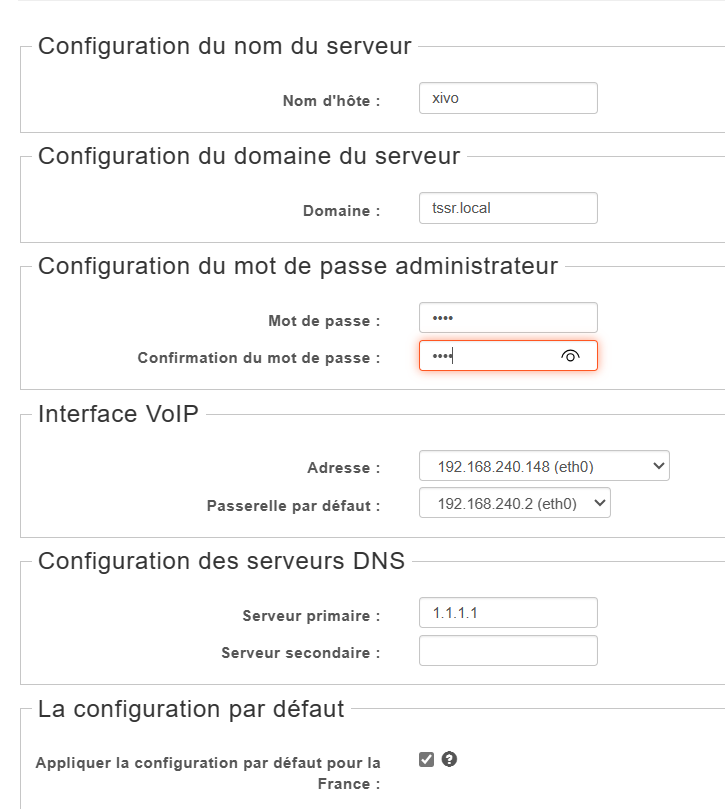 Configuration du nom du serveur
Nom d'hôte : xivo
Configuration du domaine du serveur
Domaine : tssr.local
Configuration du mot de passe administrateur
Mot de passe : ••••
Confirmation du mot de passe : ••••
Interface VoIP
Adresse : 192.168.240.148 (eth0)
Passerelle par défaut : 192.168.240.2 (eth0)
Configuration des serveurs DNS
Serveur primaire : 1.1.1.1
Serveur secondaire :
La configuration par défaut
Appliquer la configuration par défaut pour la
France :